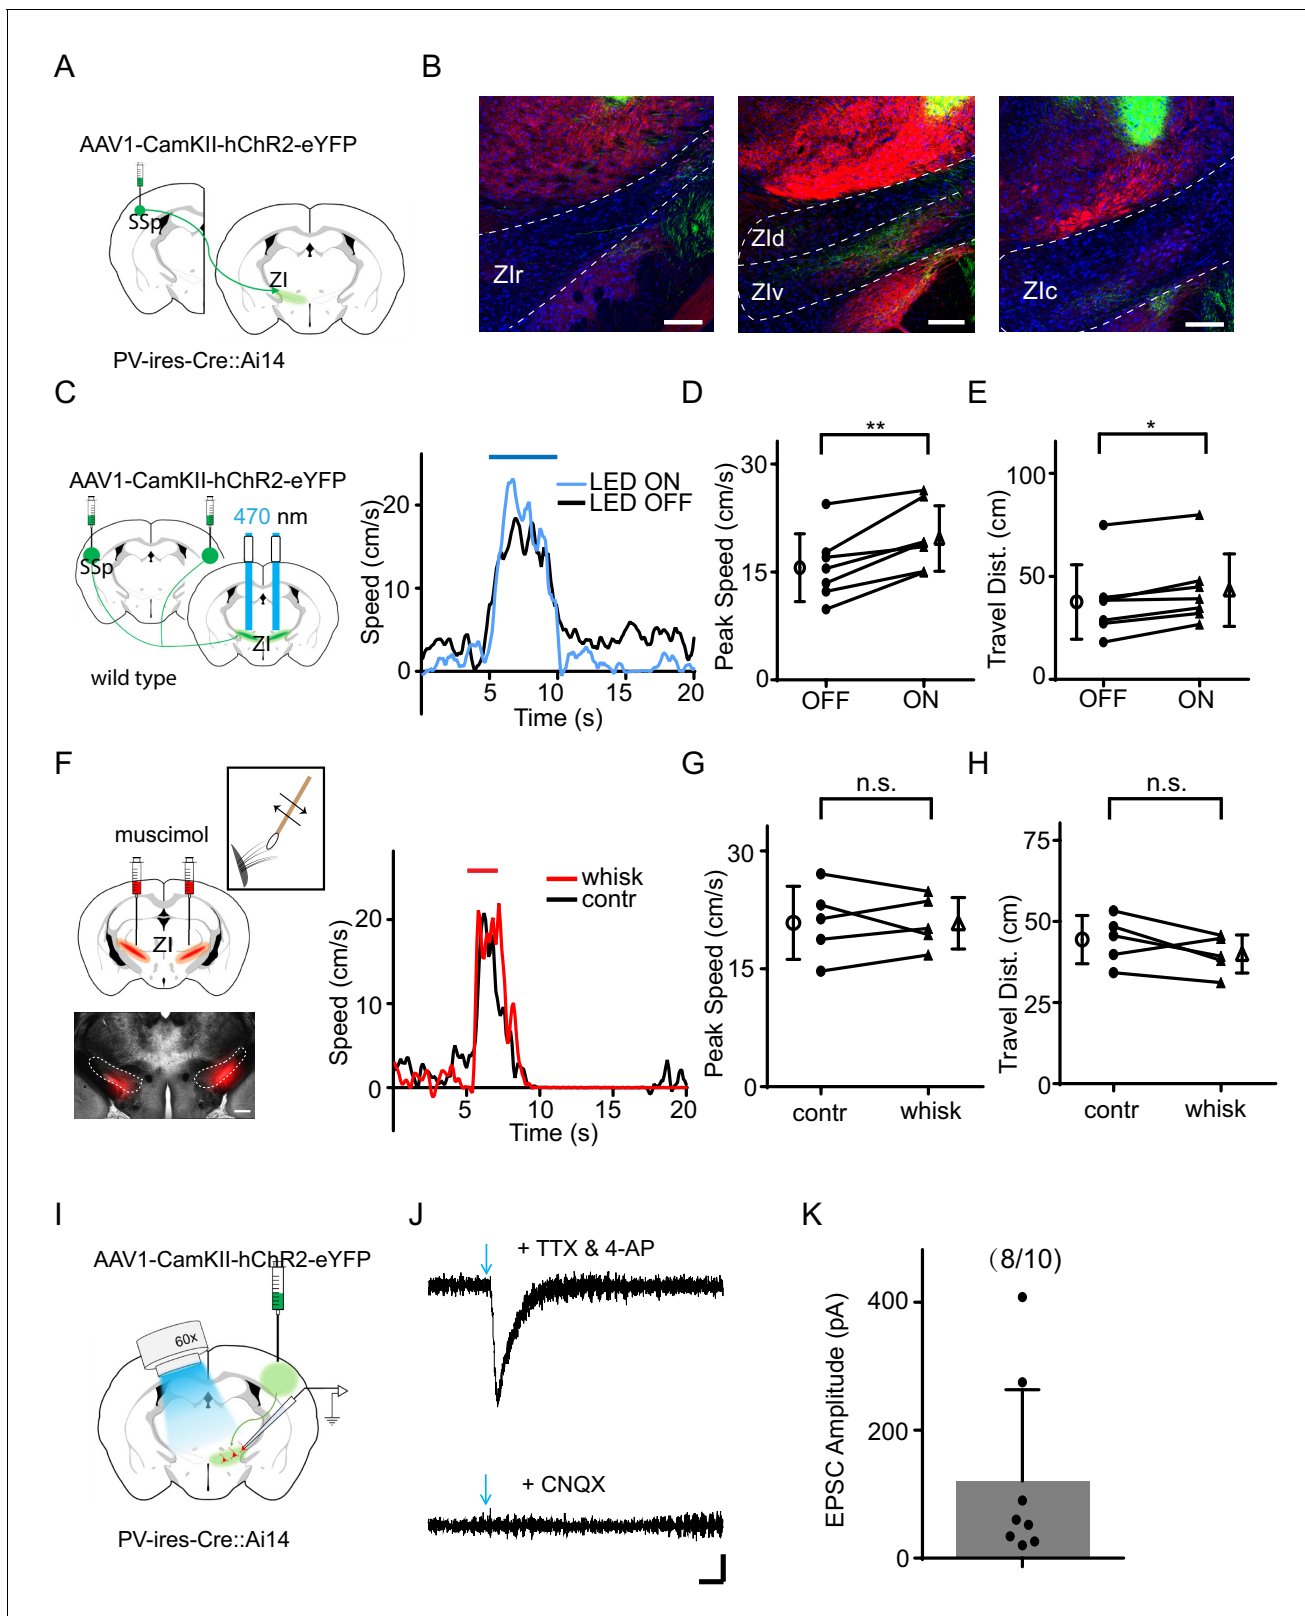 A
AAV1-CamKII-hChR2-eYFP
SSp
ZI
PV-ires-Cre::Ai14
B
ZIr
ZId
ZIv
ZIc
C
AAV1-CamKII-hChR2-eYFP
470 nm
SSp
ZI
wild type
Speed (cm/s)
20
10
0
5
10
15
20
Time (s)
LED ON
LED OFF
D
**
Peak Speed (cm/s)
30
15
0
OFF
ON
E
*
Travel Dist. (cm)
100
50
0
OFF
ON
F
muscimol
ZI
Speed (cm/s)
20
10
0
5
10
15
20
Time (s)
whisk
contr
G
n.s.
Peak Speed (cm/s)
30
15
0
contr
whisk
H
n.s.
Travel Dist. (cm)
75
50
25
0
contr
whisk
I
AAV1-CamKII-hChR2-eYFP
60x
PV-ires-Cre::Ai14
J
+ TTX & 4-AP
+ CNQX
K
(8/10)
EPSC Amplitude (pA)
400
200
0